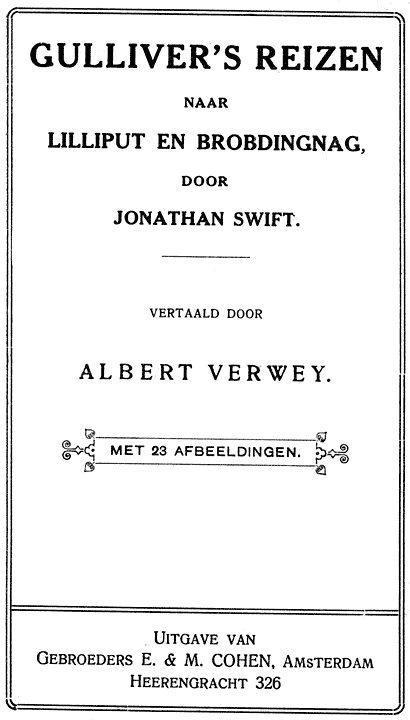 GULLIVER'S REIZEN
NAAR
LILLIPUT EN BROBDINGNAG,
DOOR
JONATHAN SWIFT.
VERTAALD DOOR
ALBERT VERWEY.
MET 23 AFBEELDINGEN.
UITGAVE VAN
GEBROEDERS E. & M. COHEN, AMSTERDAM
HEERENGRACHT 326